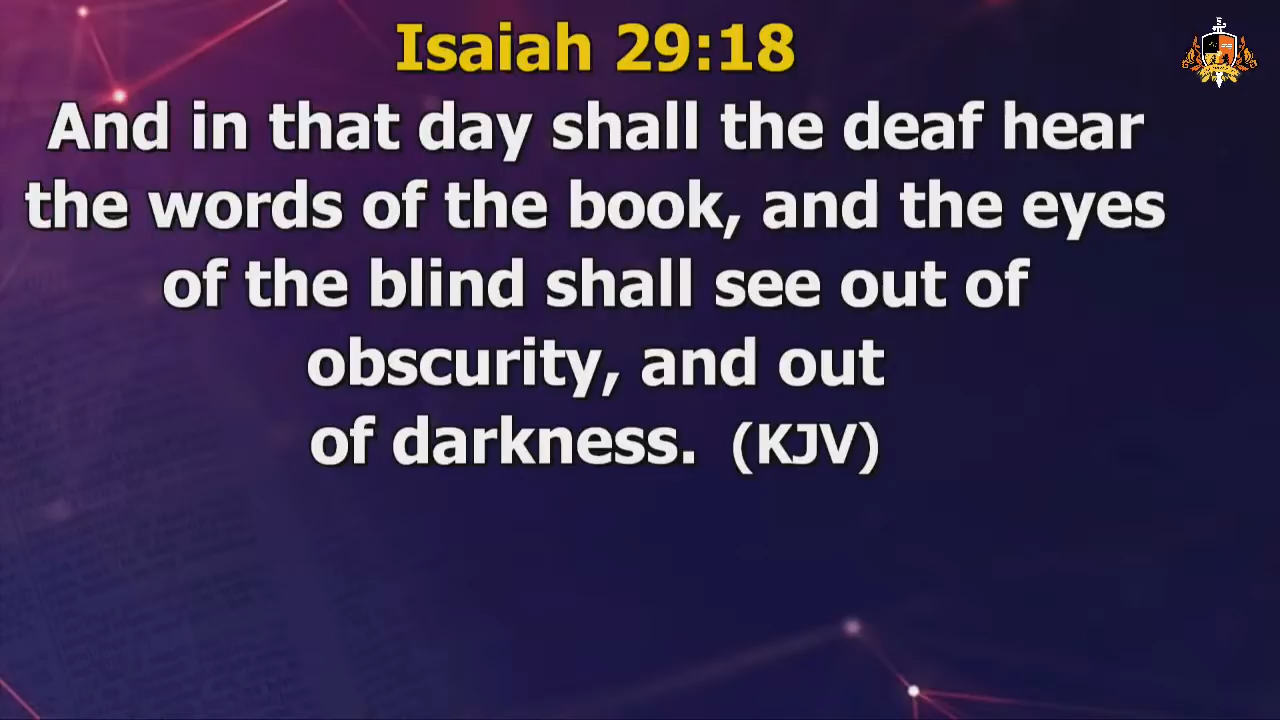 Isaiah 29:18
And in that day shall the deaf hear
the words of the book, and the eyes
of the blind shall see out of
obscurity, and out
of darkness.  (KJV)